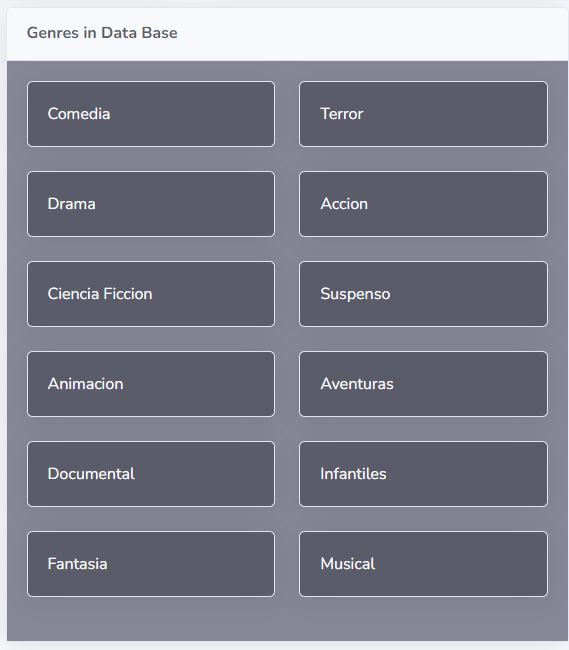 Genres in Data Base
Comedia
Terror
Drama
Accion
Ciencia Ficcion
Suspenso
Animacion
Aventuras
Documental
Infantiles
Fantasia
Musical